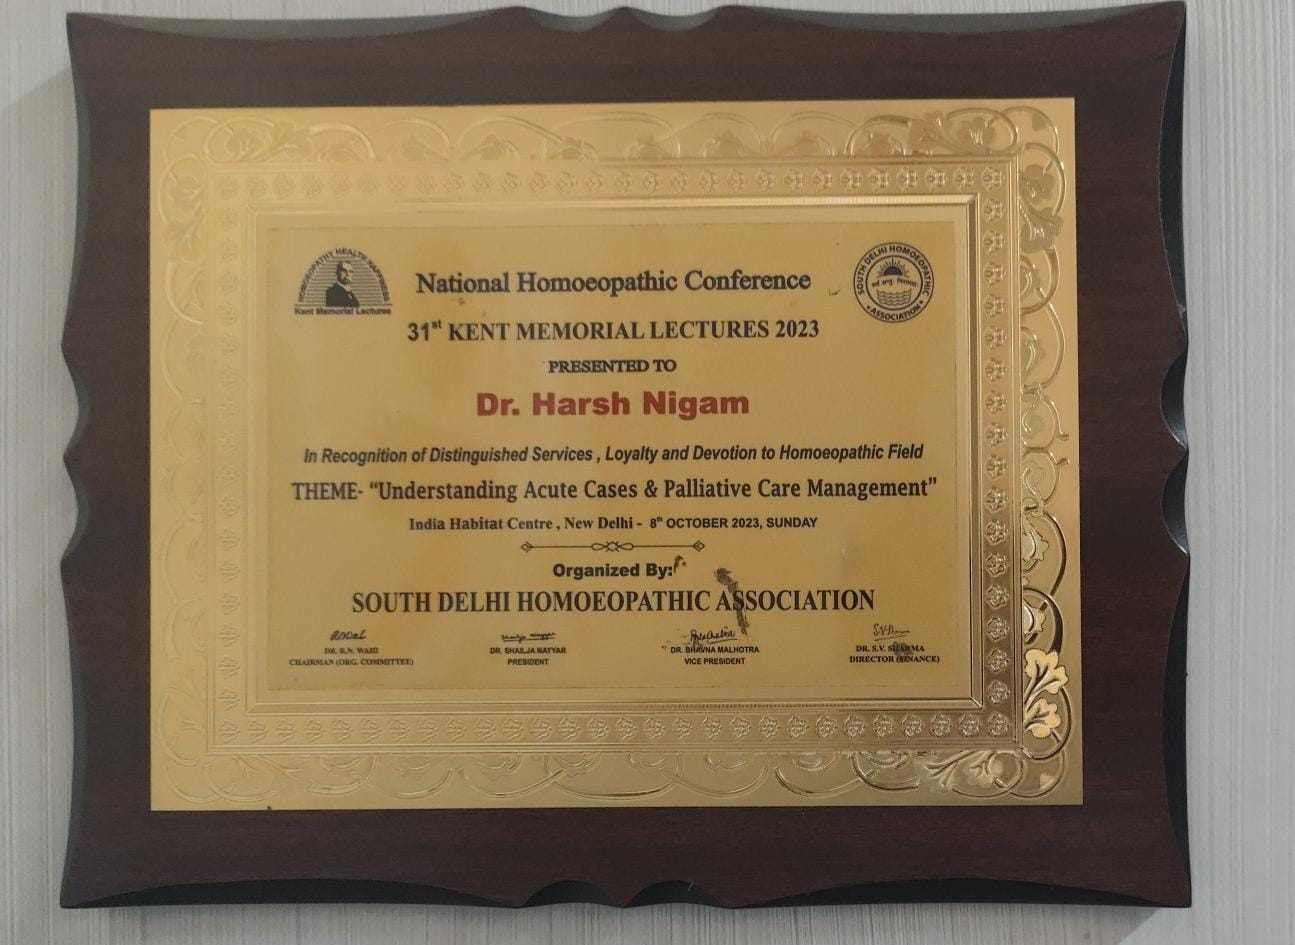 HOMOEOPATHY HEALTH HAPPINESS
Kent Memorial Lectures
National Homoeopathic Conference
SOUTH DELHI HOMOEOPATHIC
ASSOCIATION
31st KENT MEMORIAL LECTURES 2023
PRESENTED TO
Dr. Harsh Nigam
In Recognition of Distinguished Services , Loyalty and Devotion to Homoeopathic Field
THEME- “Understanding Acute Cases & Palliative Care Management”
India Habitat Centre , New Delhi - 8th OCTOBER 2023, SUNDAY
Organized By:
SOUTH DELHI HOMOEOPATHIC ASSOCIATION
DR. R.N. WAHI
CHAIRMAN (ORG. COMMITTEE)
DR. SHAILJA NAYYAR
PRESIDENT
DR. BHAVNA MALHOTRA
VICE PRESIDENT
DR. S.V. SHARMA
DIRECTOR (FINANCE)